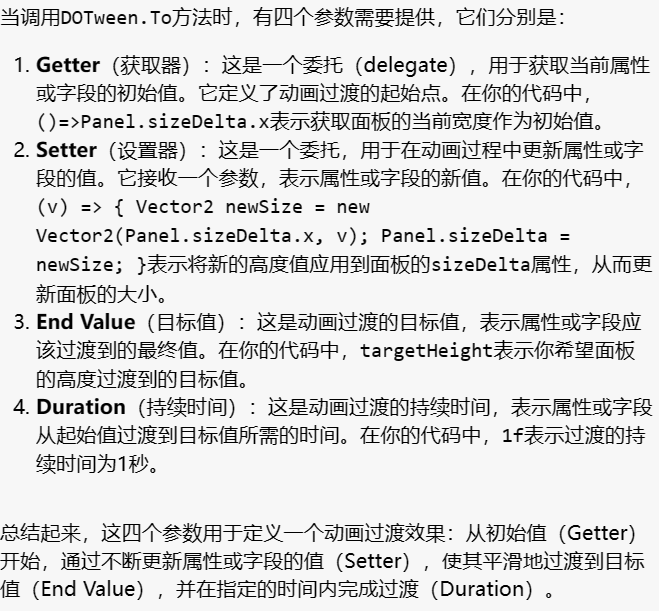 当调用DOTween.To方法时，有四个参数需要提供，它们分别是：
1. Getter（获取器）：这是一个委托（delegate），用于获取当前属性
或字段的初始值。它定义了动画过渡的起始点。在你的代码中，
()=>Panel.sizeDelta.x表示获取面板的当前宽度作为初始值。
2. Setter（设置器）：这是一个委托，用于在动画过程中更新属性或字
段的值。它接收一个参数，表示属性或字段的新值。在你的代码中，
(v) => { Vector2 newSize = new
Vector2(Panel.sizeDelta.x, v); Panel.sizeDelta =
newSize; }表示将新的高度值应用到面板的sizeDelta属性，从而更
新面板的大小。
3. End Value（目标值）：这是动画过渡的目标值，表示属性或字段应
该过渡到的最终值。在你的代码中，targetHeight表示你希望面板
的高度过渡到的目标值。
4. Duration（持续时间）：这是动画过渡的持续时间，表示属性或字段
从起始值过渡到目标值所需的时间。在你的代码中，1f表示过渡的持
续时间为1秒。
总结起来，这四个参数用于定义一个动画过渡效果：从初始值（Getter）
开始，通过不断更新属性或字段的值（Setter），使其平滑地过渡到目标
值（End Value），并在指定的时间内完成过渡（Duration）。